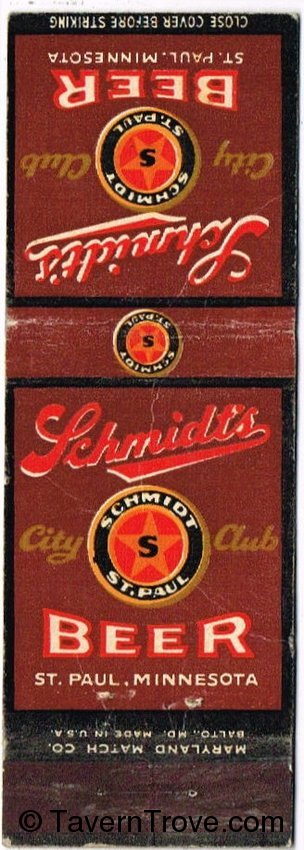 CLOSE COVER BEFORE STRIKING
ST. PAUL, MINNESOTA
BEER
City Club
SCHMIDT
S
ST. PAUL
Schmidt's
SCHMIDT
S
ST. PAUL
Schmidt's
City Club
SCHMIDT
S
ST. PAUL
BEER
ST. PAUL, MINNESOTA
MARYLAND MATCH CO.
BALTO., MD. MADE IN U.S.A.
© TavernTrove.com